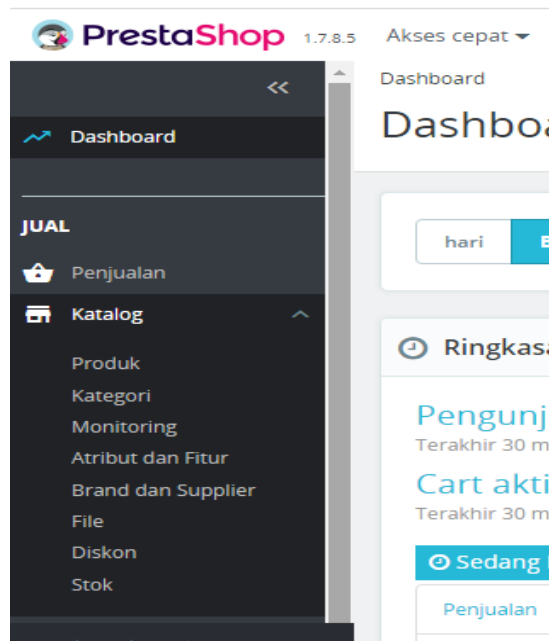 PrestaShop 1.7.8.5 Akses cepat
Dashboard
Dashboard
JUAL
Penjualan
Katalog
Produk
Kategori
Monitoring
Atribut dan Fitur
Brand dan Supplier
File
Diskon
Stok
Dashboa
hari
Ringkasa
Pengunj
Terakhir 30 m
Cart akti
Terakhir 30 m
Sedang
Penjualan